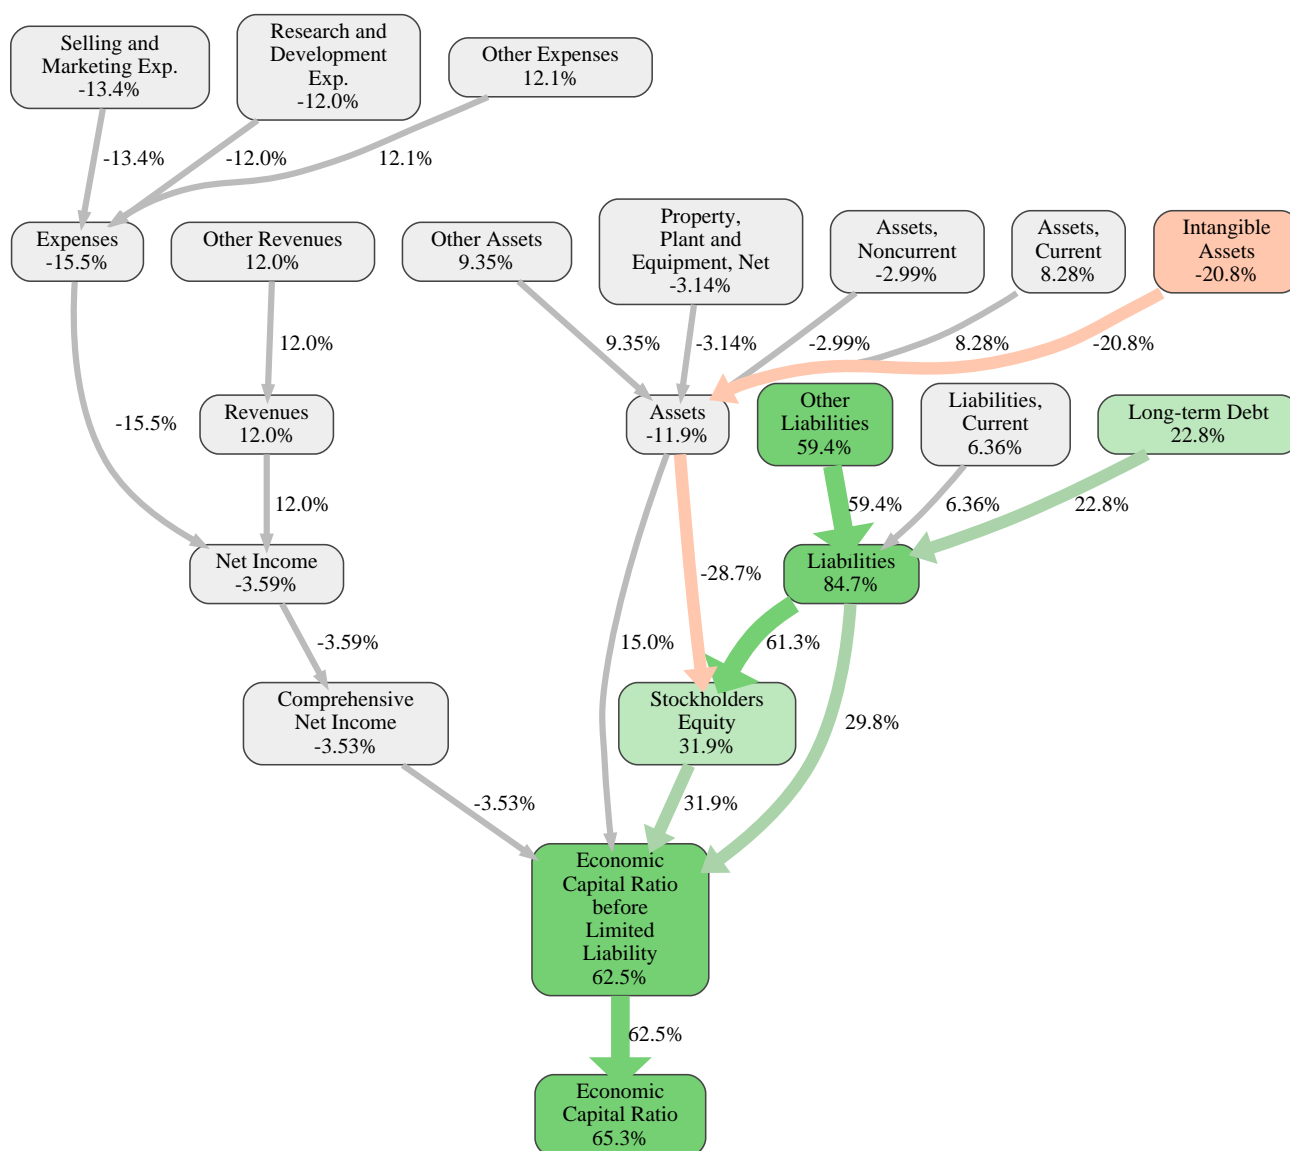 Selling and
Marketing Exp.
-13.4%
Research and
Development
Exp.
-12.0%
Other Expenses
12.1%
-13.4%
-12.0%
12.1%
Expenses
-15.5%
Other Revenues
12.0%
Other Assets
9.35%
Property,
Plant and
Equipment, Net
-3.14%
Assets,
Noncurrent
-2.99%
Assets,
Current
8.28%
Intangible
Assets
-20.8%
12.0%
9.35%
-3.14%
-2.99%
8.28%
-20.8%
-15.5%
Revenues
12.0%
Assets
-11.9%
Other
Liabilities
59.4%
Liabilities,
Current
6.36%
Long-term Debt
22.8%
12.0%
59.4%
6.36%
22.8%
Net Income
-3.59%
-28.7%
Liabilities
84.7%
-3.59%
15.0%
61.3%
Comprehensive
Net Income
-3.53%
Stockholders
Equity
31.9%
29.8%
-3.53%
31.9%
Economic
Capital Ratio
before
Limited
Liability
62.5%
62.5%
Economic
Capital Ratio
65.3%